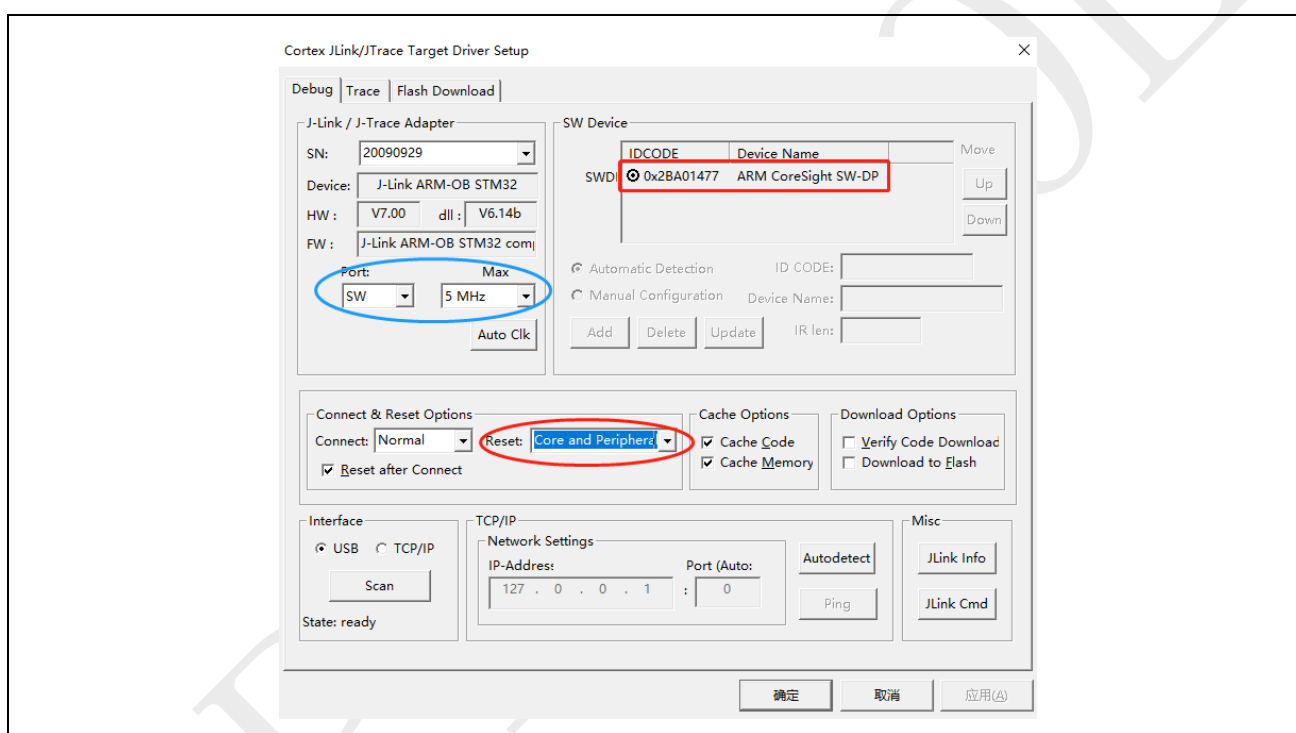 Cortex JLink/JTrace Target Driver Setup
Debug Trace Flash Download
J-Link / J-Trace Adapter
SN: 20090929
Device: J-Link ARM-OB STM32
HW : V7.00 dll : V6.14b
FW : J-Link ARM-OB STM32 com
Port: Max
SW 5 MHz
Auto Clk
SW Device
IDCODE Device Name Move
SWDI 0x2BA01477 ARM CoreSight SW-DP
Up
Down
Automatic Detection ID CODE:
Manual Configuration Device Name:
Add Delete Update IR len:
Connect & Reset Options
Connect: Normal Reset: Core and Periphera
Reset after Connect
Cache Options
Cache Code
Cache Memory
Download Options
Verify Code Download
Download to Flash
Interface
USB TCP/IP
Scan
State: ready
TCP/IP
Network Settings
IP-Address: Port (Auto:
127 . 0 . 0 . 1 : 0
Autodetect
Ping
Misc
JLink Info
JLink Cmd
确定 取消 应用(A)